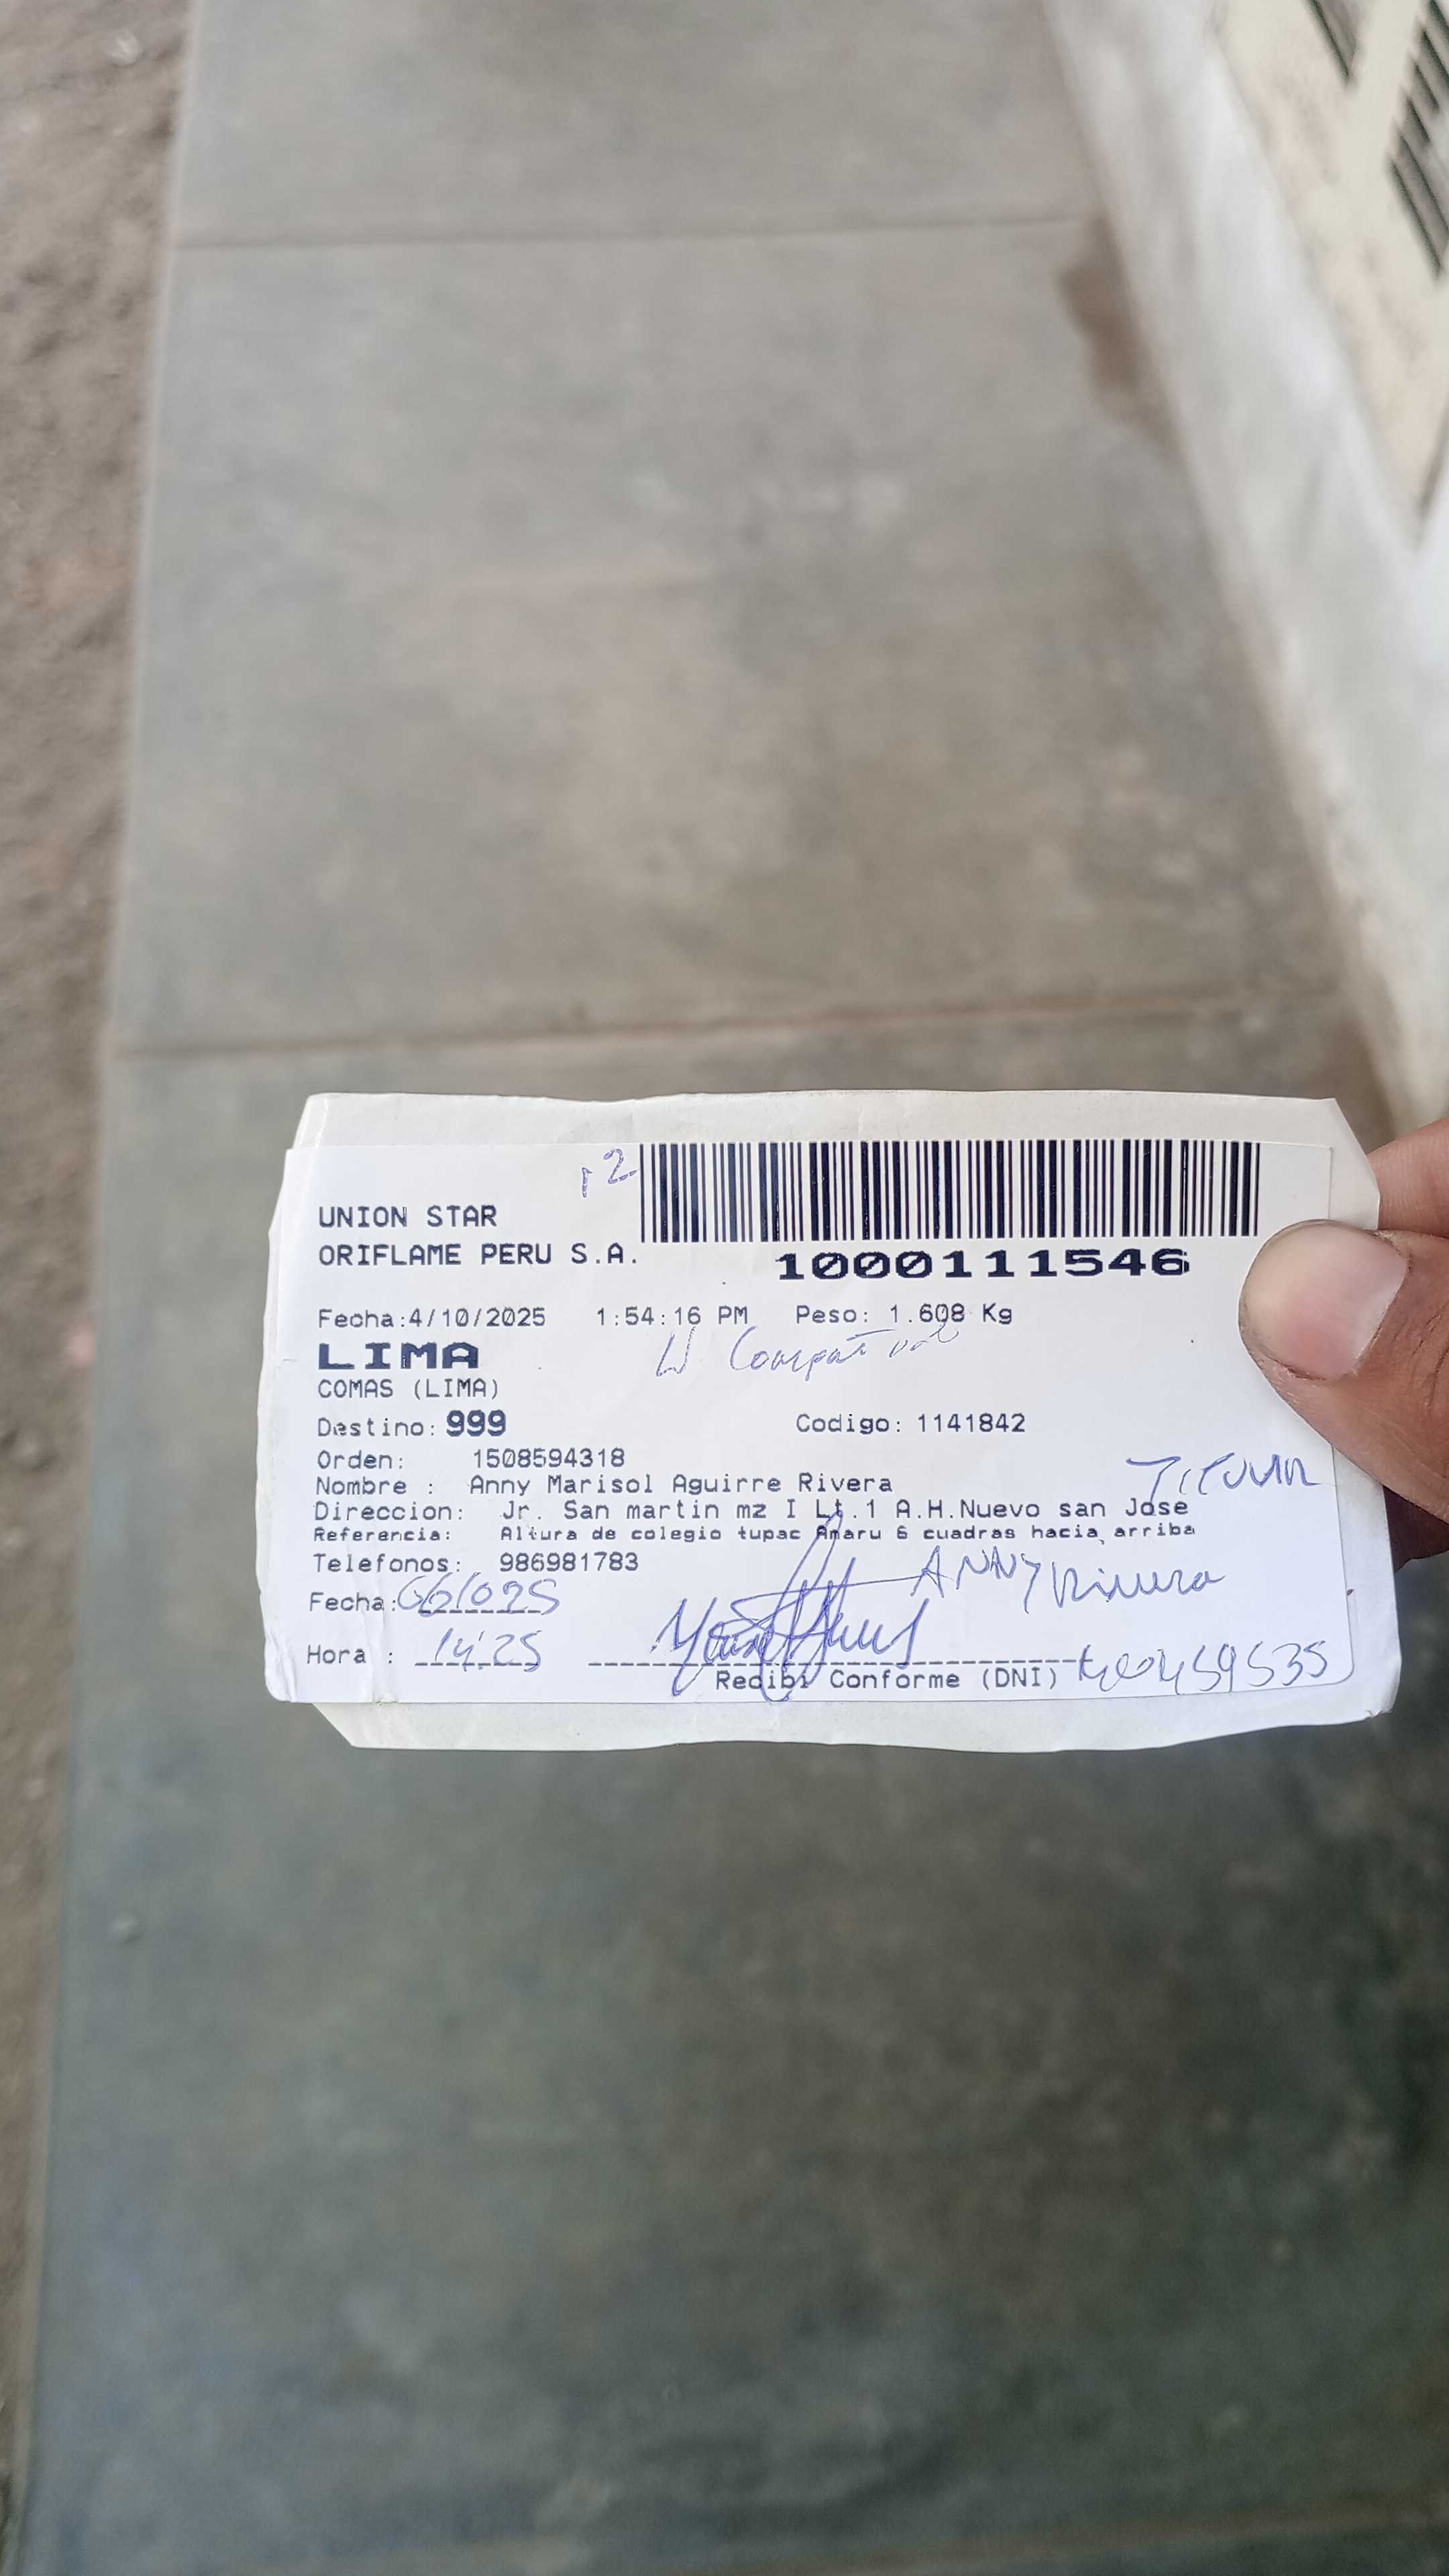 12
UNION STAR
ORIFLAME PERU S.A.
1000111546
Fecha:4/10/2025 1:54:16 PM Peso: 1.608 Kg
LIMA
COMAS (LIMA)
Destino: 999 Codigo: 1141842
Orden: 1508594318
Nombre : Anny Marisol Aguirre Rivera
Direccion: Jr. San martin mz I Lt.1 A.H.Nuevo san Jose
Referencia: Altura de colegio tupac Amaru 6 cuadras hacia arriba
Telefonos: 986981783
ANNY Rivera
Fecha:
Hora : 14:25
Recibi Conforme (DNI)